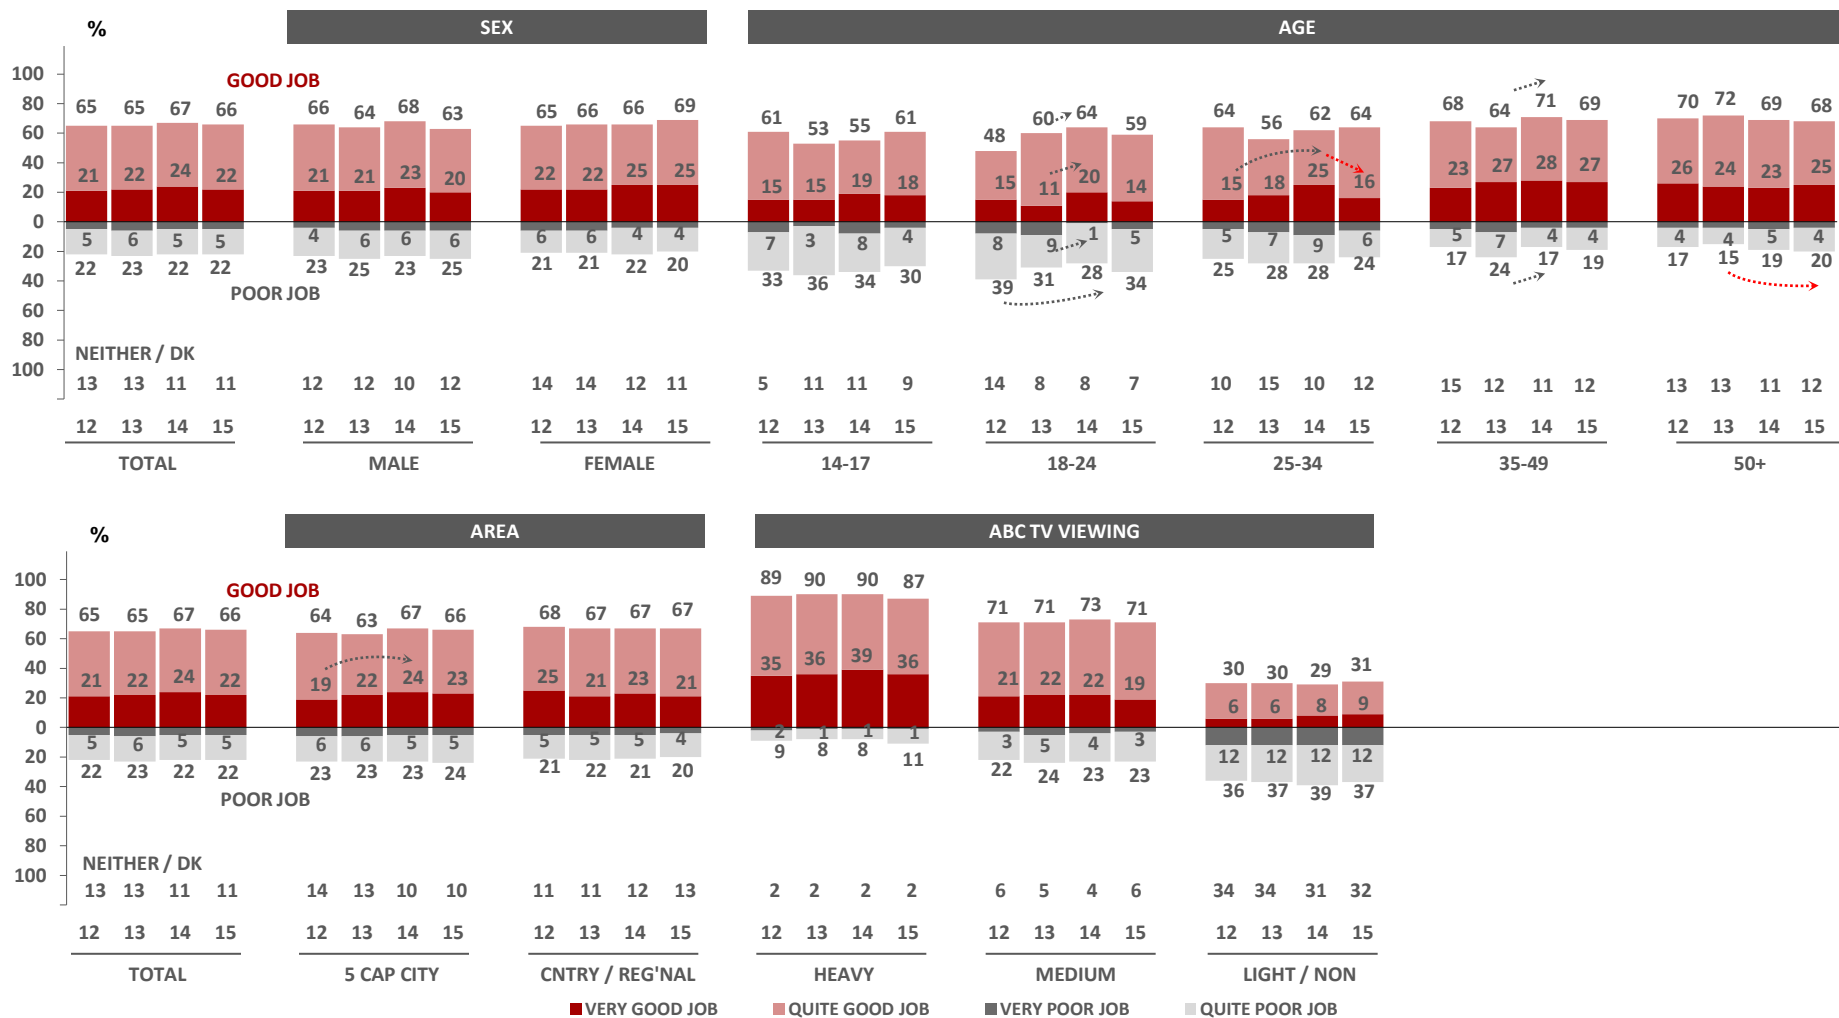 % SEX AGE
100 GOOD JOB
80 65 65 67 66 66 64 68 63 65 66 66 69 61 53 55 61 48 60 64 59 64 56 62 64 68 64 71 69 70 72 69 68
60
40
21 22 24 22 21 21 23 20 22 22 25 25 15 15 19 18 15 11 20 14 15 18 25 16 23 27 28 27 26 24 23 25
20
0
5 6 5 5 4 6 6 6 6 6 4 4 7 3 8 4 8 9 1 5 5 7 9 6 5 7 4 4 4 4 5 4
20
22 23 22 22 23 25 23 25 21 21 22 20 33 36 34 30 39 31 28 34 25 28 28 24 17 24 17 19 17 15 19 20
40
POOR JOB
60
80
NEITHER / DK
100 13 13 11 11 12 12 10 12 14 14 12 11 5 11 11 9 14 8 8 7 10 15 10 12 15 12 11 12 13 13 11 12
12 13 14 15 12 13 14 15 12 13 14 15 12 13 14 15 12 13 14 15 12 13 14 15 12 13 14 15 12 13 14 15
TOTAL MALE FEMALE 14-17 18-24 25-34 35-49 50+
% AREA ABC TV VIEWING
100 GOOD JOB
80 65 65 67 66 64 63 67 66 68 67 67 67 89 90 90 87 71 71 73 71 30 30 29 31
60
40
21 22 24 22 19 22 24 23 25 21 23 21 35 36 39 36 21 22 22 19 6 6 8 9
20
0
5 6 5 5 6 6 5 5 5 5 5 4 2 1 1 1 3 5 4 3 12 12 12 12
20
22 23 22 22 23 23 23 24 21 22 21 20 9 8 8 11 22 24 23 23 36 37 39 37
40
POOR JOB
60
80
NEITHER / DK
100 13 13 11 11 14 13 10 10 11 11 12 13 2 2 2 2 6 5 4 6 34 34 31 32
12 13 14 15 12 13 14 15 12 13 14 15 12 13 14 15 12 13 14 15 12 13 14 15
TOTAL 5 CAP CITY CNTRY / REG'NAL HEAVY MEDIUM LIGHT / NON
VERY GOOD JOB QUITE GOOD JOB VERY POOR JOB QUITE POOR JOB